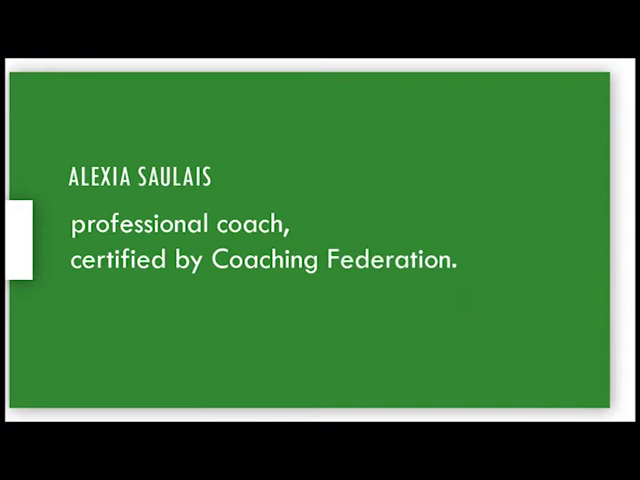 ALEXIA SAULAIS
professional coach,
certified by Coaching Federation.